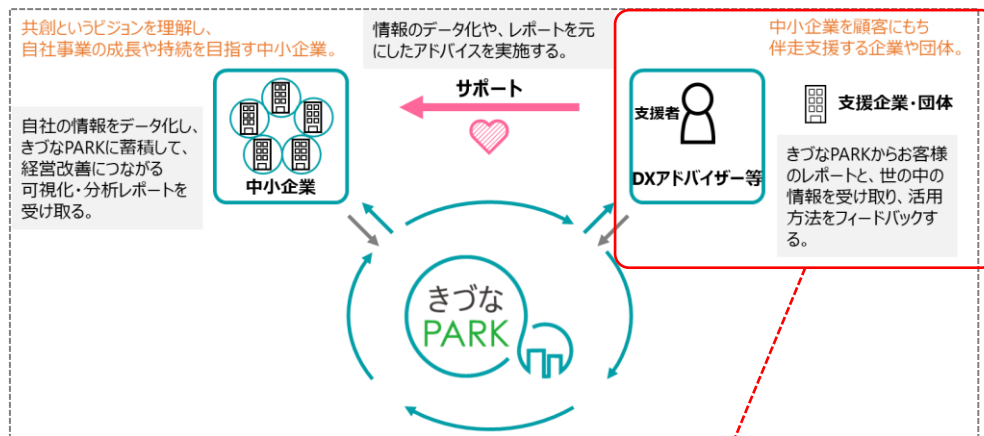 共創というビジョンを理解し、
自社事業の成長や持続を目指す中小企業。
情報のデータ化や、レポートを元
にしたアドバイスを実施する。
中小企業を顧客にもち
伴走支援する企業や団体。
サポート
自社の情報をデータ化し、
きづなPARKに蓄積して、
経営改善につながる
可視化・分析レポートを
受け取る。
中小企業
支援者
DXアドバイザー等
支援企業・団体
きづなPARKからお客様
のレポートと、世の中の
情報を受け取り、活用
方法をフィードバックす
る。
きづな
PARK